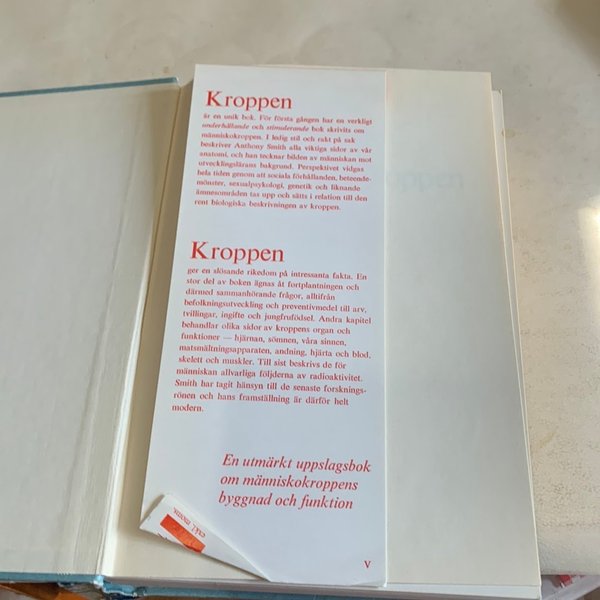 Kroppen
är en unik bok. För första gången har en verkligt
underhållande och stimulerande bok skrivits om
människokroppen. I ledig stil och rakt på sak
beskriver Anthony Smith alla viktiga sidor av vår
anatomi, och han tecknar bilden av människan mot
utvecklingslärans bakgrund. Perspektivet vidgas
hela tiden genom att sociala förhållanden, beteende-
mönster, sexualpsykologi, genetik och liknande
ämnesområden tas upp och sätts i relation till den
rent biologiska beskrivningen av kroppen.
Kroppen
ger en slösande rikedom på intressanta fakta. En
stor del av boken ägnas åt fortplantningen och
därmed sammanhörande frågor, alltifrån
befolkningsutveckling och preventivmedel till arv,
tvillingar, ingifte och jungfrufödsel. Andra kapitel
behandlar olika sidor av kroppens organ och
funktioner — hjärnan, sömnen, våra sinnen,
matsmältningsapparaten, andning, hjärta och blod,
skelett och muskler. Till sist beskrivs de för
människan allvarliga följderna av radioaktivitet.
Smith har tagit hänsyn till de senaste forsknings-
rönen och hans framställning är därför helt
modern.
En utmärkt uppslagsbok
om människokroppens
byggnad och funktion
exkl moms.
V